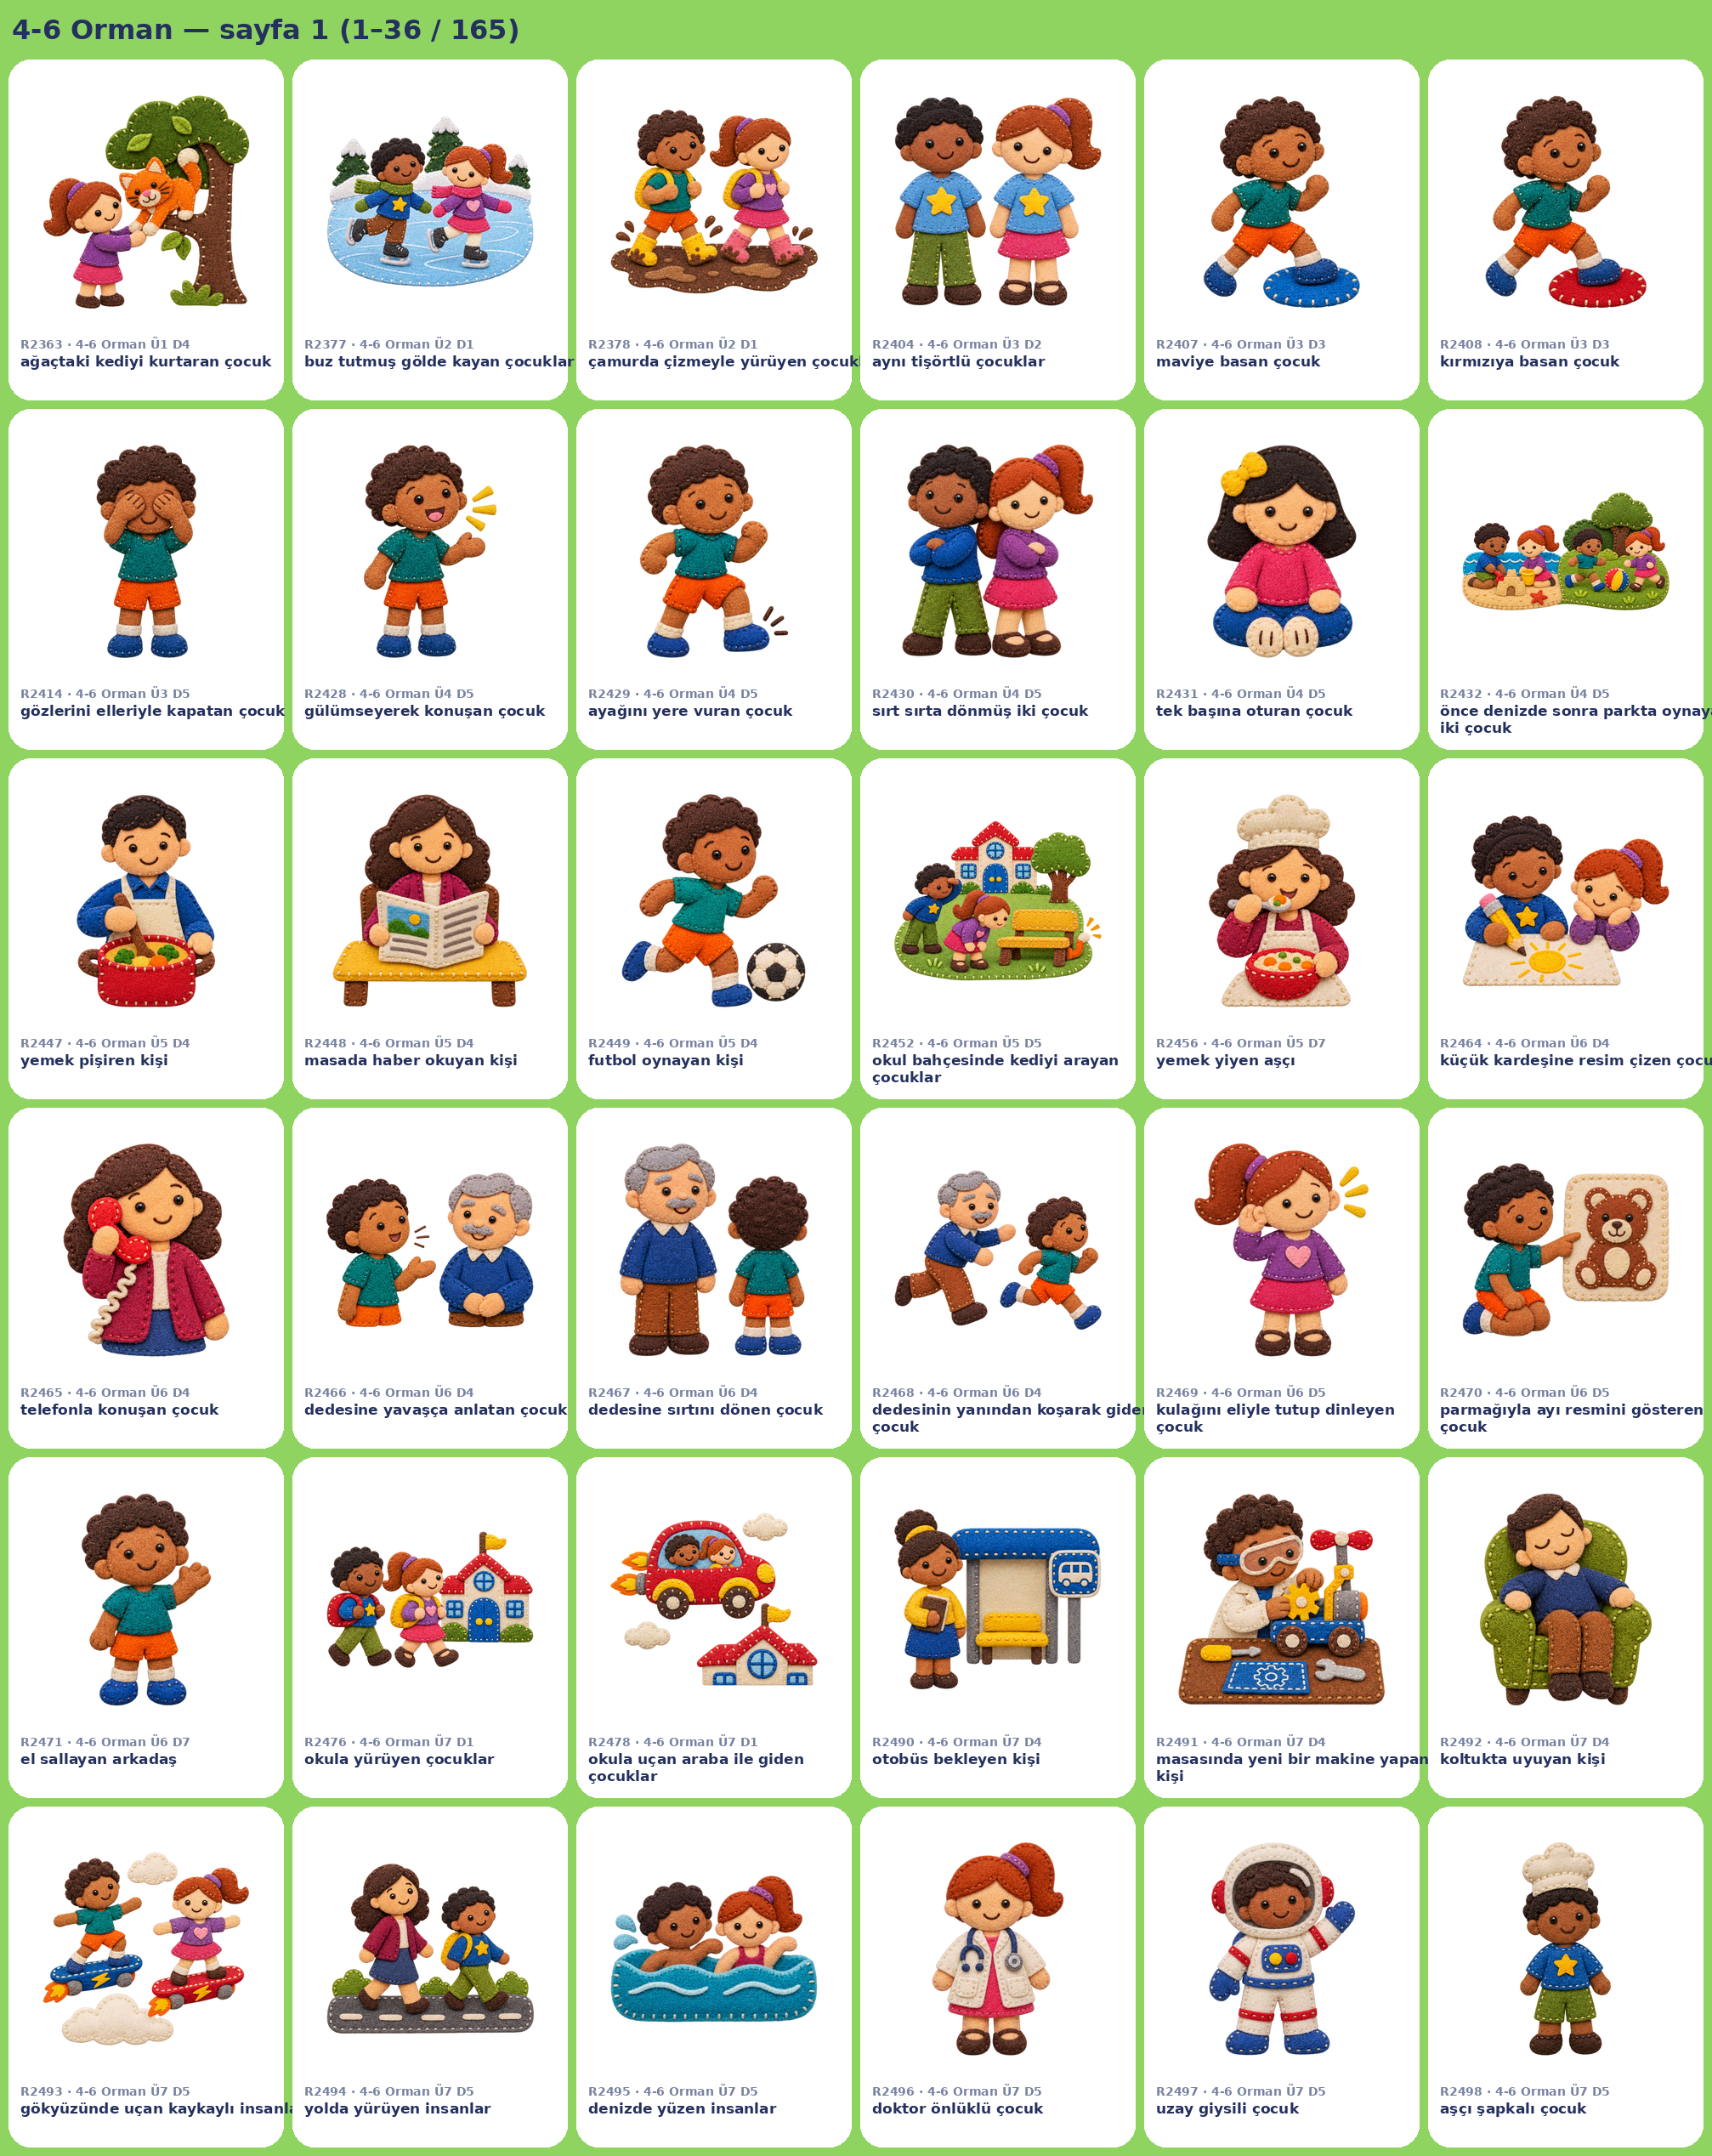 4-6 Orman — sayfa 1 (1–36 / 165)
R2363 · 4-6 Orman Ü1 D4
ağaçtaki kediyi kurtaran çocuk
R2377 · 4-6 Orman Ü2 D1
buz tutmuş gölde kayan çocuklar
R2378 · 4-6 Orman Ü2 D1
çamurda çizmeyle yürüyen çocukl
R2404 · 4-6 Orman Ü3 D2
aynı tişörtlü çocuklar
R2407 · 4-6 Orman Ü3 D3
maviye basan çocuk
R2408 · 4-6 Orman Ü3 D3
kırmızıya basan çocuk
R2414 · 4-6 Orman Ü3 D5
gözlerini elleriyle kapatan çocuk
R2428 · 4-6 Orman Ü4 D5
gülümseyerek konuşan çocuk
R2429 · 4-6 Orman Ü4 D5
ayağını yere vuran çocuk
R2430 · 4-6 Orman Ü4 D5
sırt sırta dönmüş iki çocuk
R2431 · 4-6 Orman Ü4 D5
tek başına oturan çocuk
R2432 · 4-6 Orman Ü4 D5
önce denizde sonra parkta oynaya
iki çocuk
R2447 · 4-6 Orman Ü5 D4
yemek pişiren kişi
R2448 · 4-6 Orman Ü5 D4
masada haber okuyan kişi
R2449 · 4-6 Orman Ü5 D4
futbol oynayan kişi
R2452 · 4-6 Orman Ü5 D5
okul bahçesinde kediyi arayan
çocuklar
R2456 · 4-6 Orman Ü5 D7
yemek yiyen aşçı
R2464 · 4-6 Orman Ü6 D4
küçük kardeşine resim çizen çocu
R2465 · 4-6 Orman Ü6 D4
telefonla konuşan çocuk
R2466 · 4-6 Orman Ü6 D4
dedesine yavaşça anlatan çocuk
R2467 · 4-6 Orman Ü6 D4
dedesine sırtını dönen çocuk
R2468 · 4-6 Orman Ü6 D4
dedesinin yanından koşarak giden
çocuk
R2469 · 4-6 Orman Ü6 D5
kulağını eliyle tutup dinleyen
çocuk
R2470 · 4-6 Orman Ü6 D5
parmağıyla ayı resmini gösteren
çocuk
R2471 · 4-6 Orman Ü6 D7
el sallayan arkadaş
R2476 · 4-6 Orman Ü7 D1
okula yürüyen çocuklar
R2478 · 4-6 Orman Ü7 D1
okula uçan araba ile giden
çocuklar
R2490 · 4-6 Orman Ü7 D4
otobüs bekleyen kişi
R2491 · 4-6 Orman Ü7 D4
masasında yeni bir makine yapan
kişi
R2492 · 4-6 Orman Ü7 D4
koltukta uyuyan kişi
R2493 · 4-6 Orman Ü7 D5
gökyüzünde uçan kaykaylı insanla
R2494 · 4-6 Orman Ü7 D5
yolda yürüyen insanlar
R2495 · 4-6 Orman Ü7 D5
denizde yüzen insanlar
R2496 · 4-6 Orman Ü7 D5
doktor önlüklü çocuk
R2497 · 4-6 Orman Ü7 D5
uzay giysili çocuk
R2498 · 4-6 Orman Ü7 D5
aşçı şapkalı çocuk